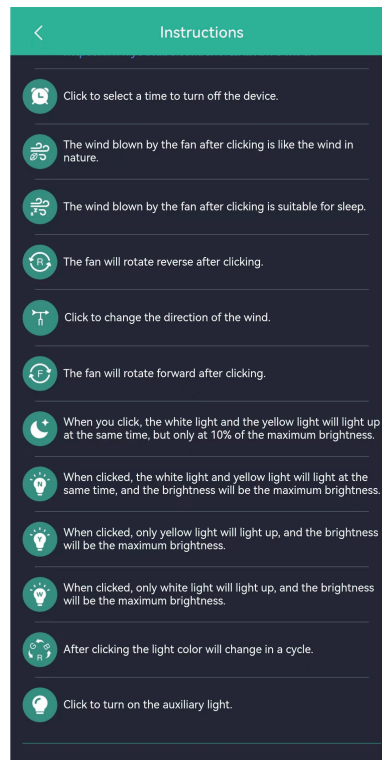 Instructions
Click to select a time to turn off the device.
The wind blown by the fan after clicking is like the wind in
nature.
The wind blown by the fan after clicking is suitable for sleep.
R
The fan will rotate reverse after clicking.
Click to change the direction of the wind.
F
The fan will rotate forward after clicking.
When you click, the white light and the yellow light will light up
at the same time, but only at 10% of the maximum brightness.
N
When clicked, the white light and yellow light will light at the
same time, and the brightness will be the maximum brightness.
Y
When clicked, only yellow light will light up, and the brightness
will be the maximum brightness.
W
When clicked, only white light will light up, and the brightness
will be the maximum brightness.
G B
R
After clicking the light color will change in a cycle.
Click to turn on the auxiliary light.